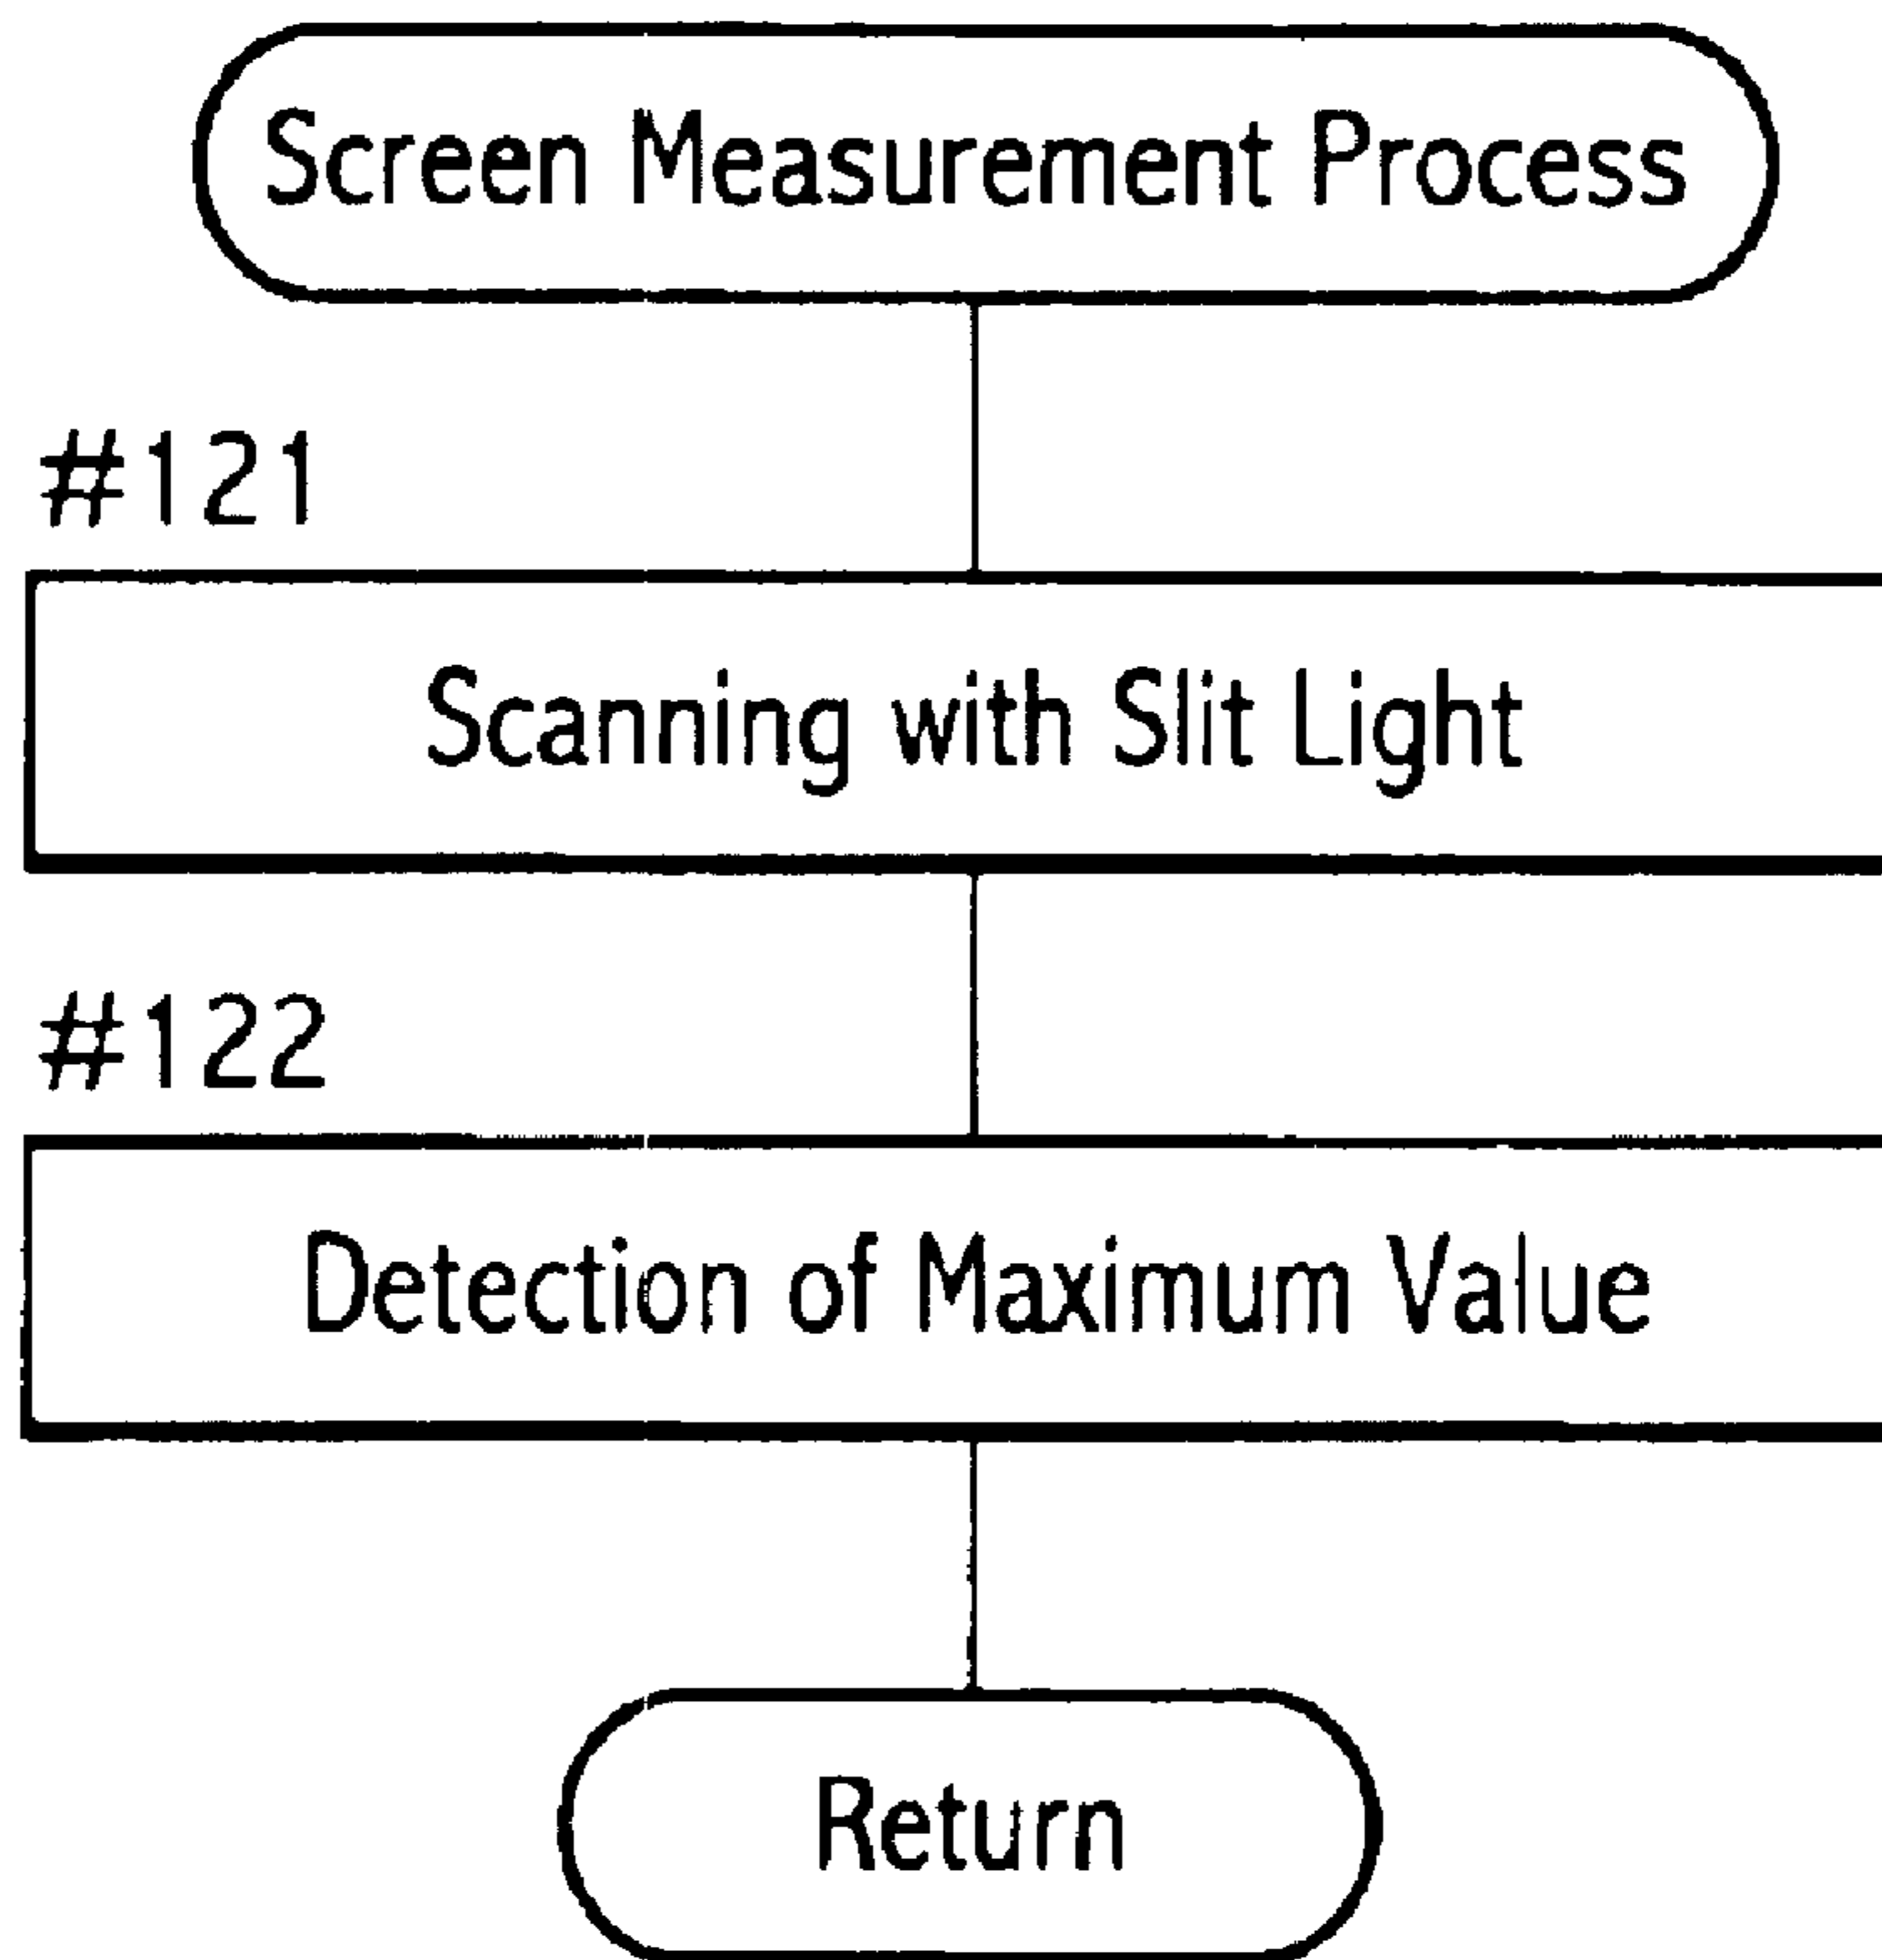 Screen Measurement Process
#121
Scanning with Slit Light
#122
Detection of Maximum Value
Return